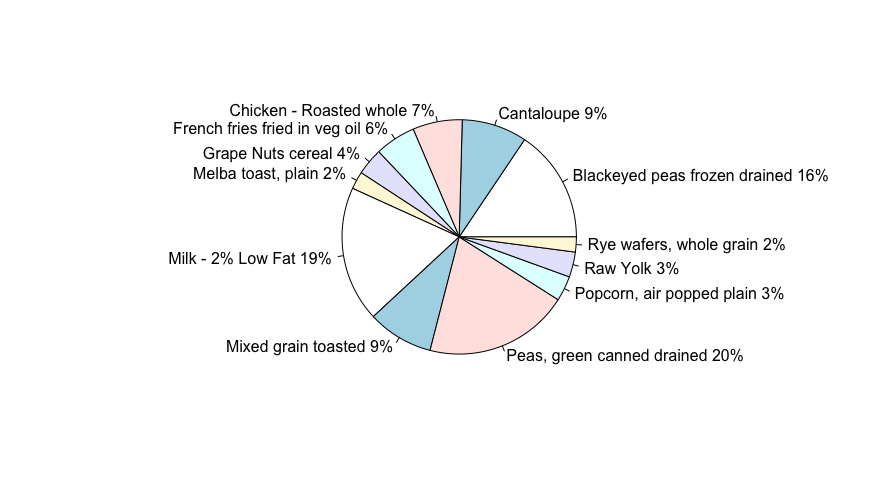 Chicken - Roasted whole 7%
Cantaloupe 9%
French fries fried in veg oil 6%
Grape Nuts cereal 4%
Melba toast, plain 2%
Blackeyed peas frozen drained 16%
Rye wafers, whole grain 2%
Milk - 2% Low Fat 19%
Raw Yolk 3%
Popcorn, air popped plain 3%
Mixed grain toasted 9%
Peas, green canned drained 20%